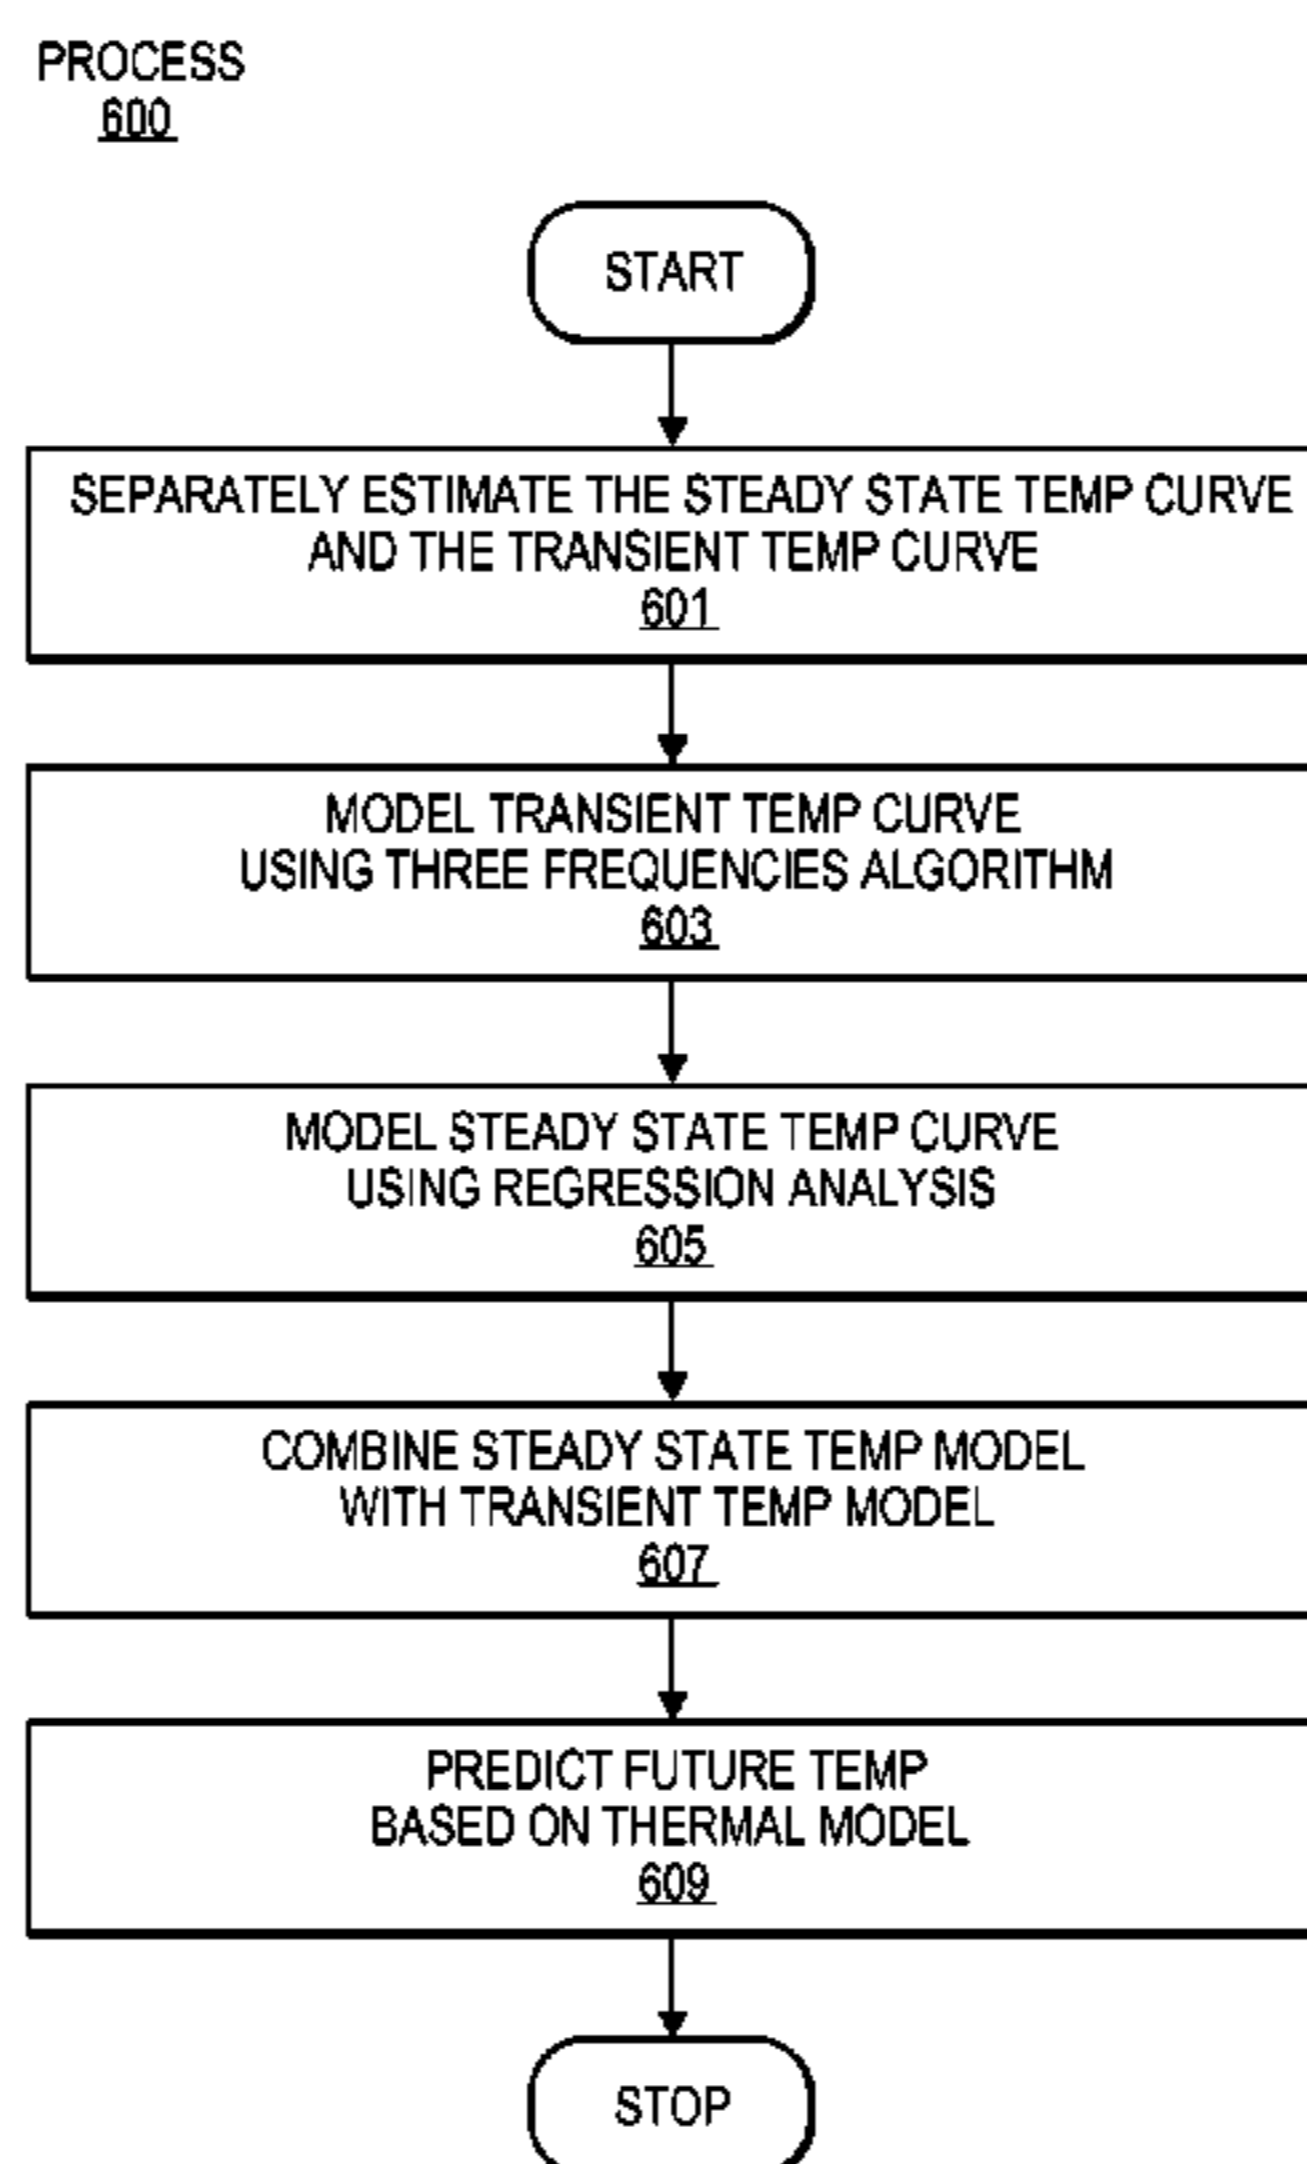 PROCESS
600
START
SEPARATELY ESTIMATE THE STEADY STATE TEMP CURVE
AND THE TRANSIENT TEMP CURVE
601
MODEL TRANSIENT TEMP CURVE
USING THREE FREQUENCIES ALGORITHM
603
MODEL STEADY STATE TEMP CURVE
USING REGRESSION ANALYSIS
605
COMBINE STEADY STATE TEMP MODEL
WITH TRANSIENT TEMP MODEL
607
PREDICT FUTURE TEMP
BASED ON THERMAL MODEL
609
STOP